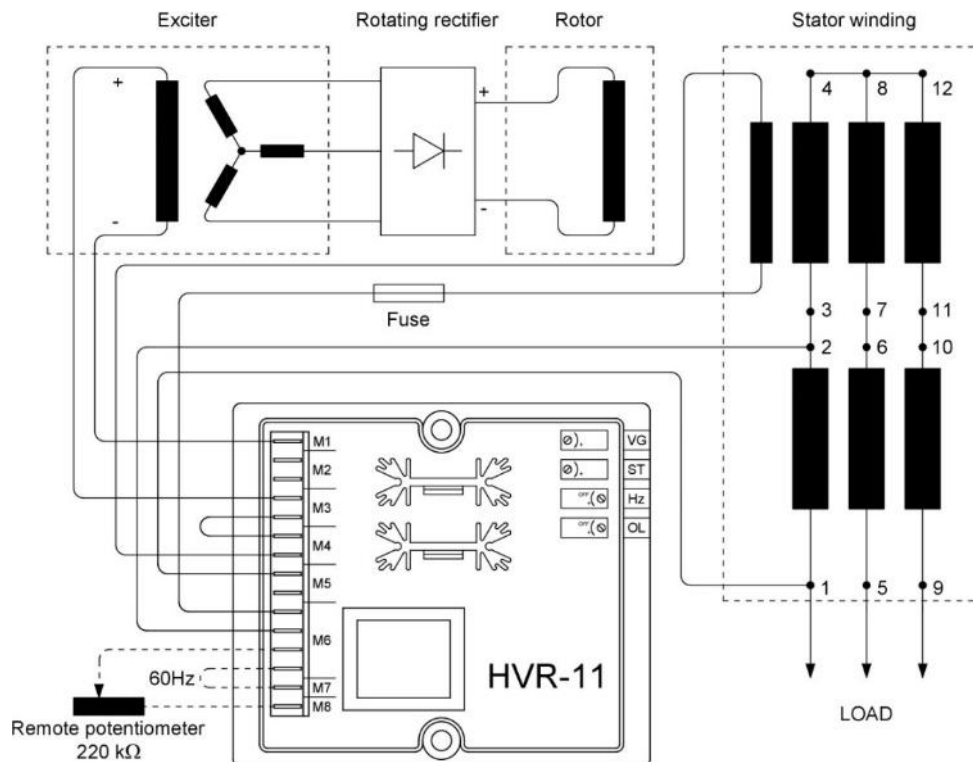 Exciter
Rotating rectifier
Rotor
Stator winding
+
-
+
-
4
8
12
3
7
11
2
6
10
1
5
9
Fuse
M1
M2
M3
M4
M5
M6
M7
M8
VG
ST
OFF
Hz
OFF
OL
60Hz
HVR-11
Remote potentiometer
220 kΩ
LOAD